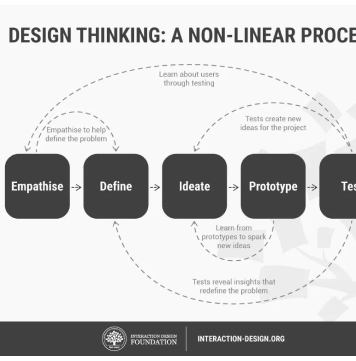 DESIGN THINKING: A NON-LINEAR PROCE
Learn about users
through testing
Tests create new
ideas for the project
Empathise to help
define the problem
Empathise
Define
Ideate
Prototype
Tes
Learn from
prototypes to spark
new ideas
Tests reveal insights that
redefine the problem
INTERACTION DESIGN
FOUNDATION
INTERACTION-DESIGN.ORG